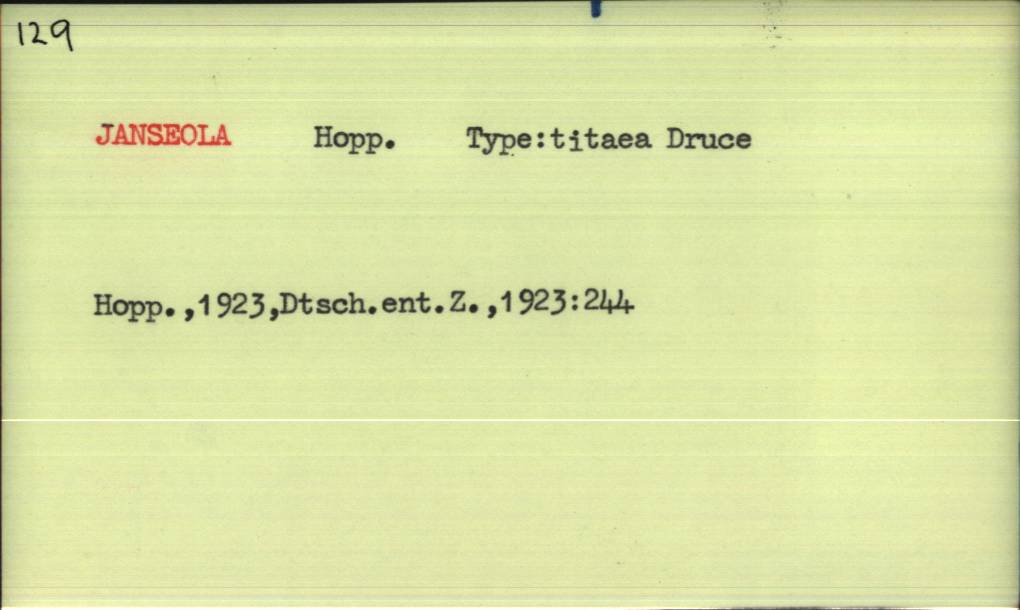 129
JANSEOLA Hopp. Type:titaea Druce
Hopp.,1923,Dtsch.ent.Z.,1923:244